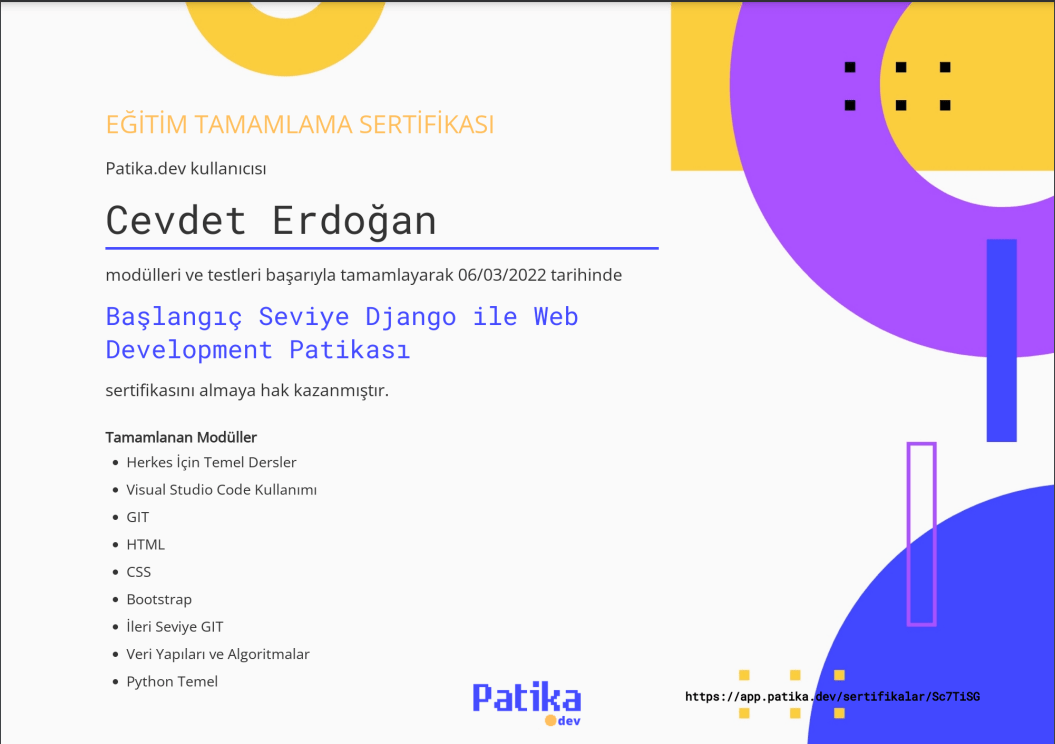 EĞİTİM TAMAMLAMA SERTİFİKASI
Patika.dev kullanıcısı
Cevdet Erdoğan
modülleri ve testleri başarıyla tamamlayarak 06/03/2022 tarihinde
Başlangıç Seviye Django ile Web
Development Patikası
sertifikasını almaya hak kazanmıştır.
Tamamlanan Modüller
• Herkes İçin Temel Dersler
• Visual Studio Code Kullanımı
• GIT
• HTML
• CSS
• Bootstrap
• İleri Seviye GIT
• Veri Yapıları ve Algoritmalar
• Python Temel
Patika
dev
https://app.patika.dev/sertifikalar/Sc7TiSG